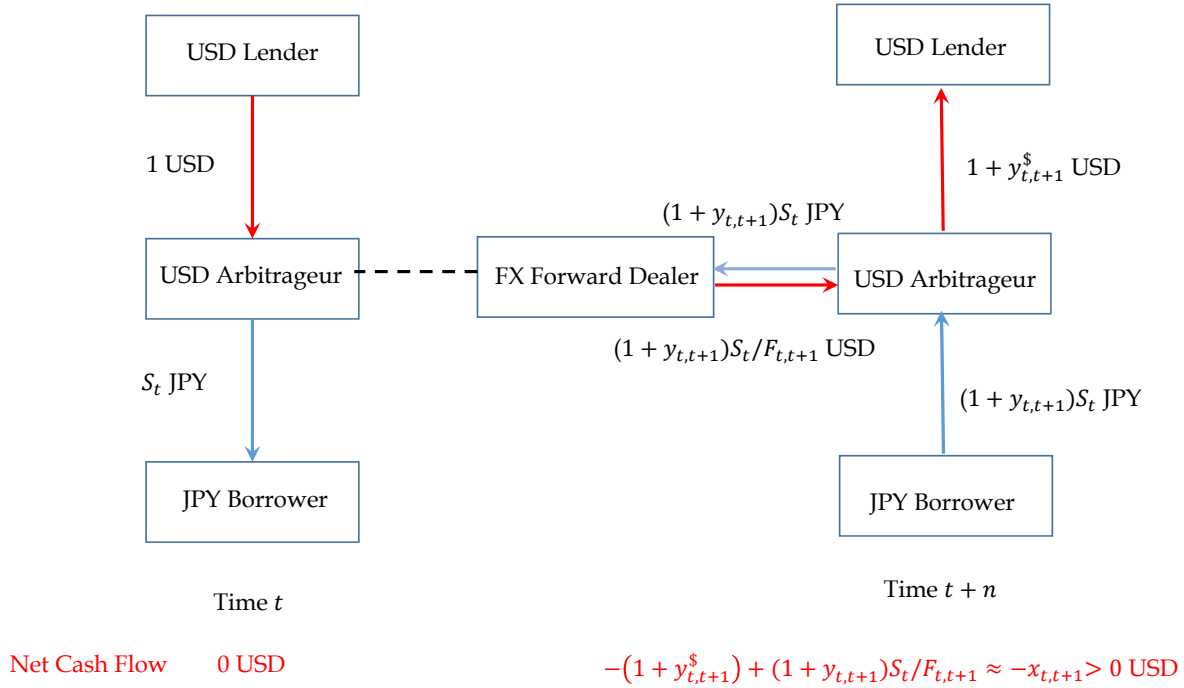 USD Lender
USD Lender
1 USD
$1 + y^{\$}_{t,t+1}$ USD
$(1 + y_{t,t+1})S_t$ JPY
USD Arbitrageur
FX Forward Dealer
USD Arbitrageur
$(1 + y_{t,t+1})S_t/F_{t,t+1}$ USD
$S_t$ JPY
$(1 + y_{t,t+1})S_t$ JPY
JPY Borrower
JPY Borrower
Time $t$
Time $t + n$
Net Cash Flow 0 USD
$-(1 + y^{\$}_{t,t+1}) + (1 + y_{t,t+1})S_t/F_{t,t+1} \approx -x_{t,t+1} > 0$ USD